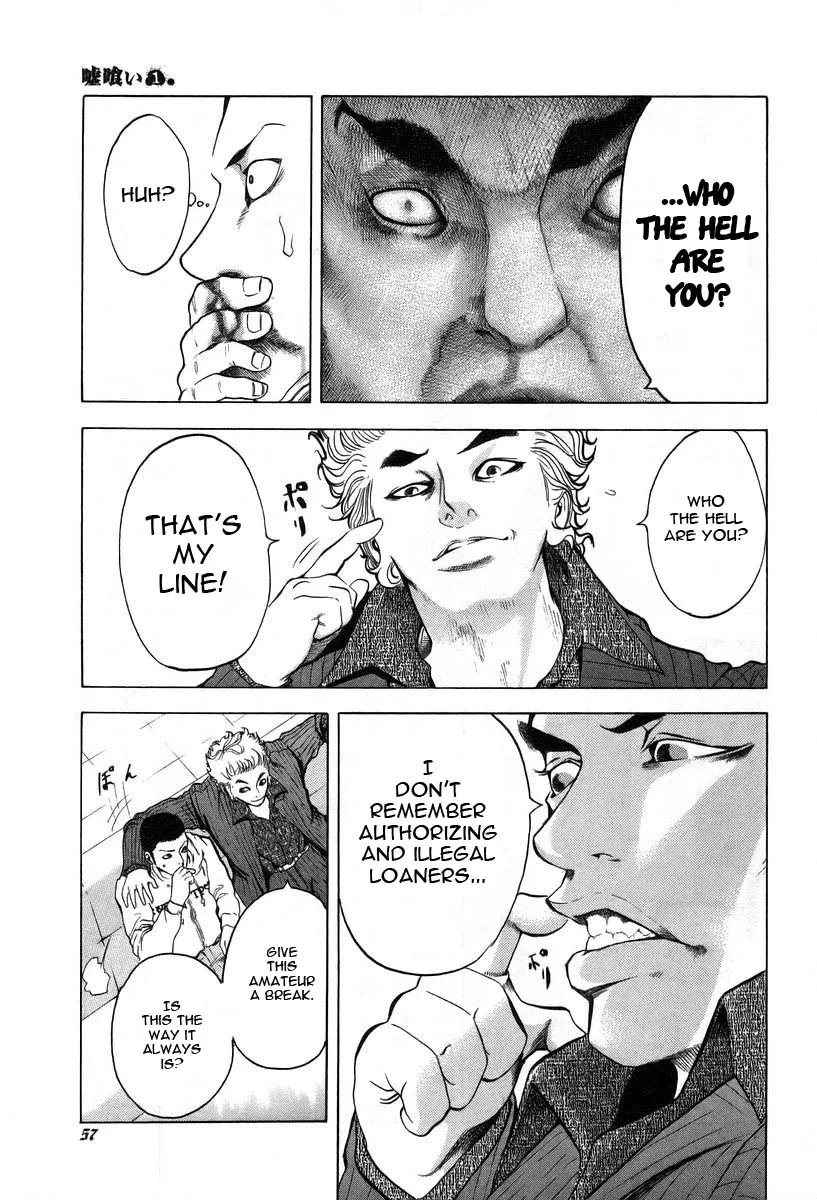 嘘喰い 1.
...WHO
THE HELL
ARE
YOU?
HUH?
WHO
THE HELL
ARE YOU?
ポリ
THAT'S
MY
LINE!
I
DON'T
REMEMBER
AUTHORIZING
AND ILLEGAL
LOANERS...
ポリ
ぽん
GIVE
THIS
AMATEUR
A BREAK.
IS
THIS THE
WAY IT
ALWAYS
IS?
57